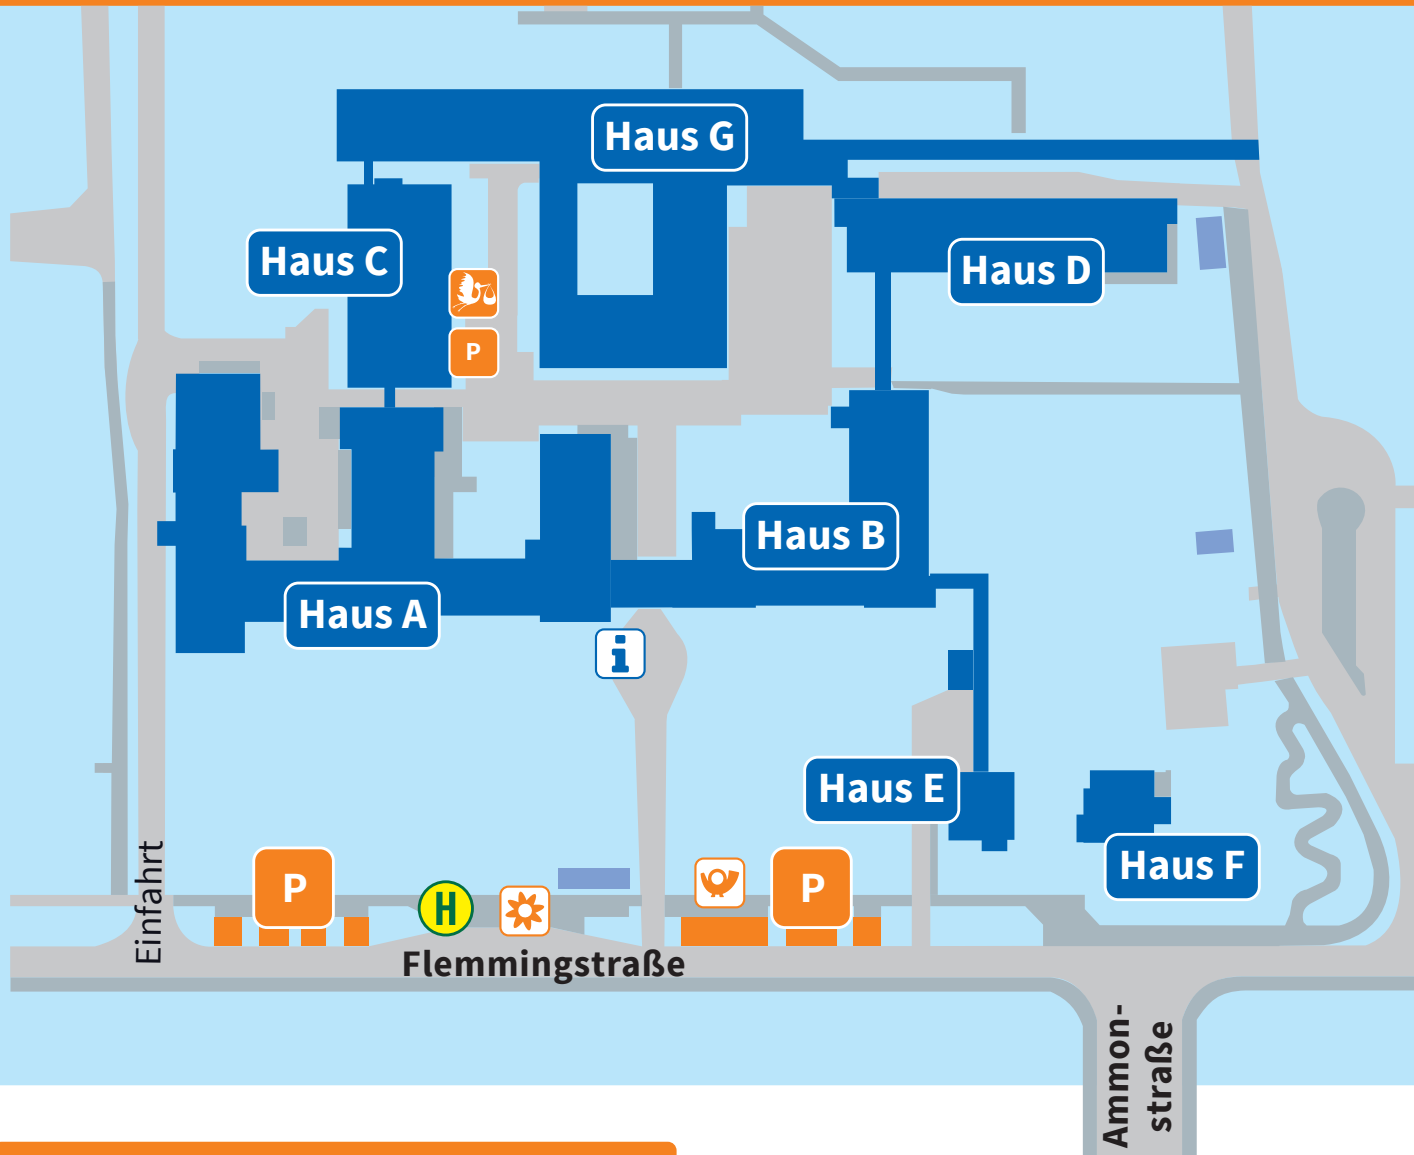 Haus G
Haus C
Haus D
P
Haus B
Haus A
i
Haus E
Haus F
Einfahrt
P
H
P
Flemmingstraße
Ammon-
straße